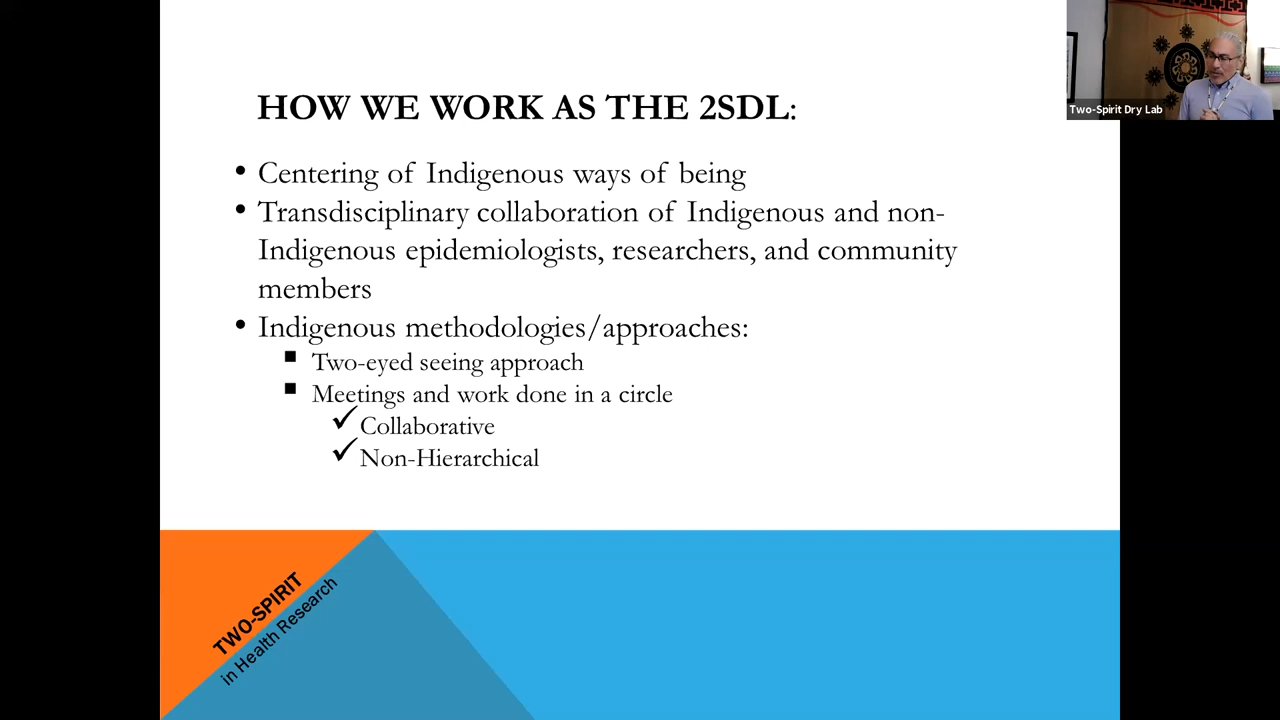 HOW WE WORK AS THE 2SDL:
• Centering of Indigenous ways of being
• Transdisciplinary collaboration of Indigenous and non-
Indigenous epidemiologists, researchers, and community
members
• Indigenous methodologies/approaches:
▪ Two-eyed seeing approach
▪ Meetings and work done in a circle
✓Collaborative
✓Non-Hierarchical
TWO-SPIRIT
in Health Research
Two-Spirit Dry Lab